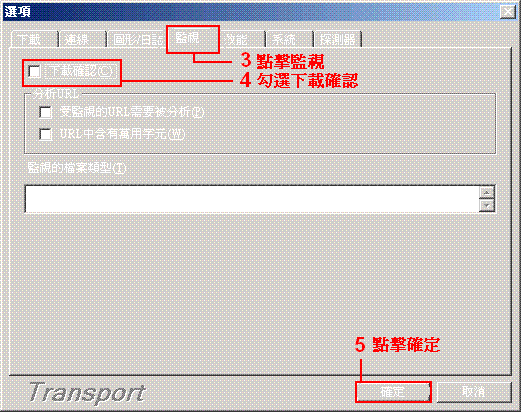 選項
下載 連線 圖形/日誌 監視 效能 系統 探測器
3 點擊監視
下載確認(C)
4 勾選下載確認
分析URL
受監視的URL需要被分析(P)
URL中含有萬用字元(W)
監視的檔案類型(T)
5 點擊確定
Transport
確定 取消